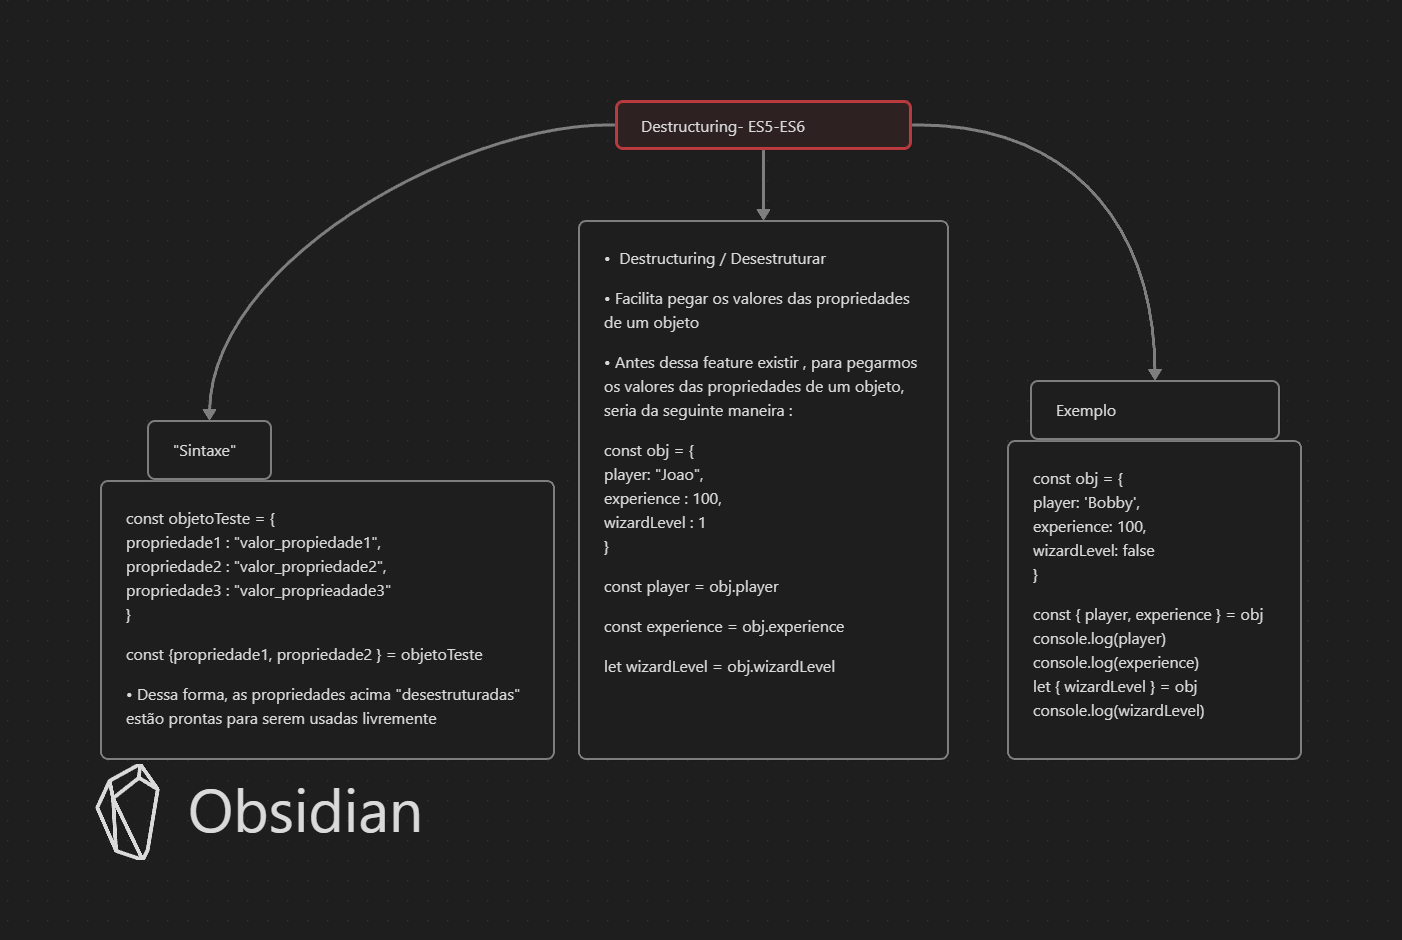 Destructuring- ES5-ES6
"Sintaxe"
const objetoTeste = {
propriedade1 : "valor_propiedade1",
propriedade2 : "valor_propriedade2",
propriedade3 : "valor_proprieadade3"
}
const {propriedade1, propriedade2 } = objetoTeste
• Dessa forma, as propriedades acima "desestruturadas"
estão prontas para serem usadas livremente
• Destructuring / Desestruturar
• Facilita pegar os valores das propriedades
de um objeto
• Antes dessa feature existir , para pegarmos
os valores das propriedades de um objeto,
seria da seguinte maneira :
const obj = {
player: "Joao",
experience : 100,
wizardLevel : 1
}
const player = obj.player
const experience = obj.experience
let wizardLevel = obj.wizardLevel
Exemplo
const obj = {
player: 'Bobby',
experience: 100,
wizardLevel: false
}
const { player, experience } = obj
console.log(player)
console.log(experience)
let { wizardLevel } = obj
console.log(wizardLevel)
Obsidian